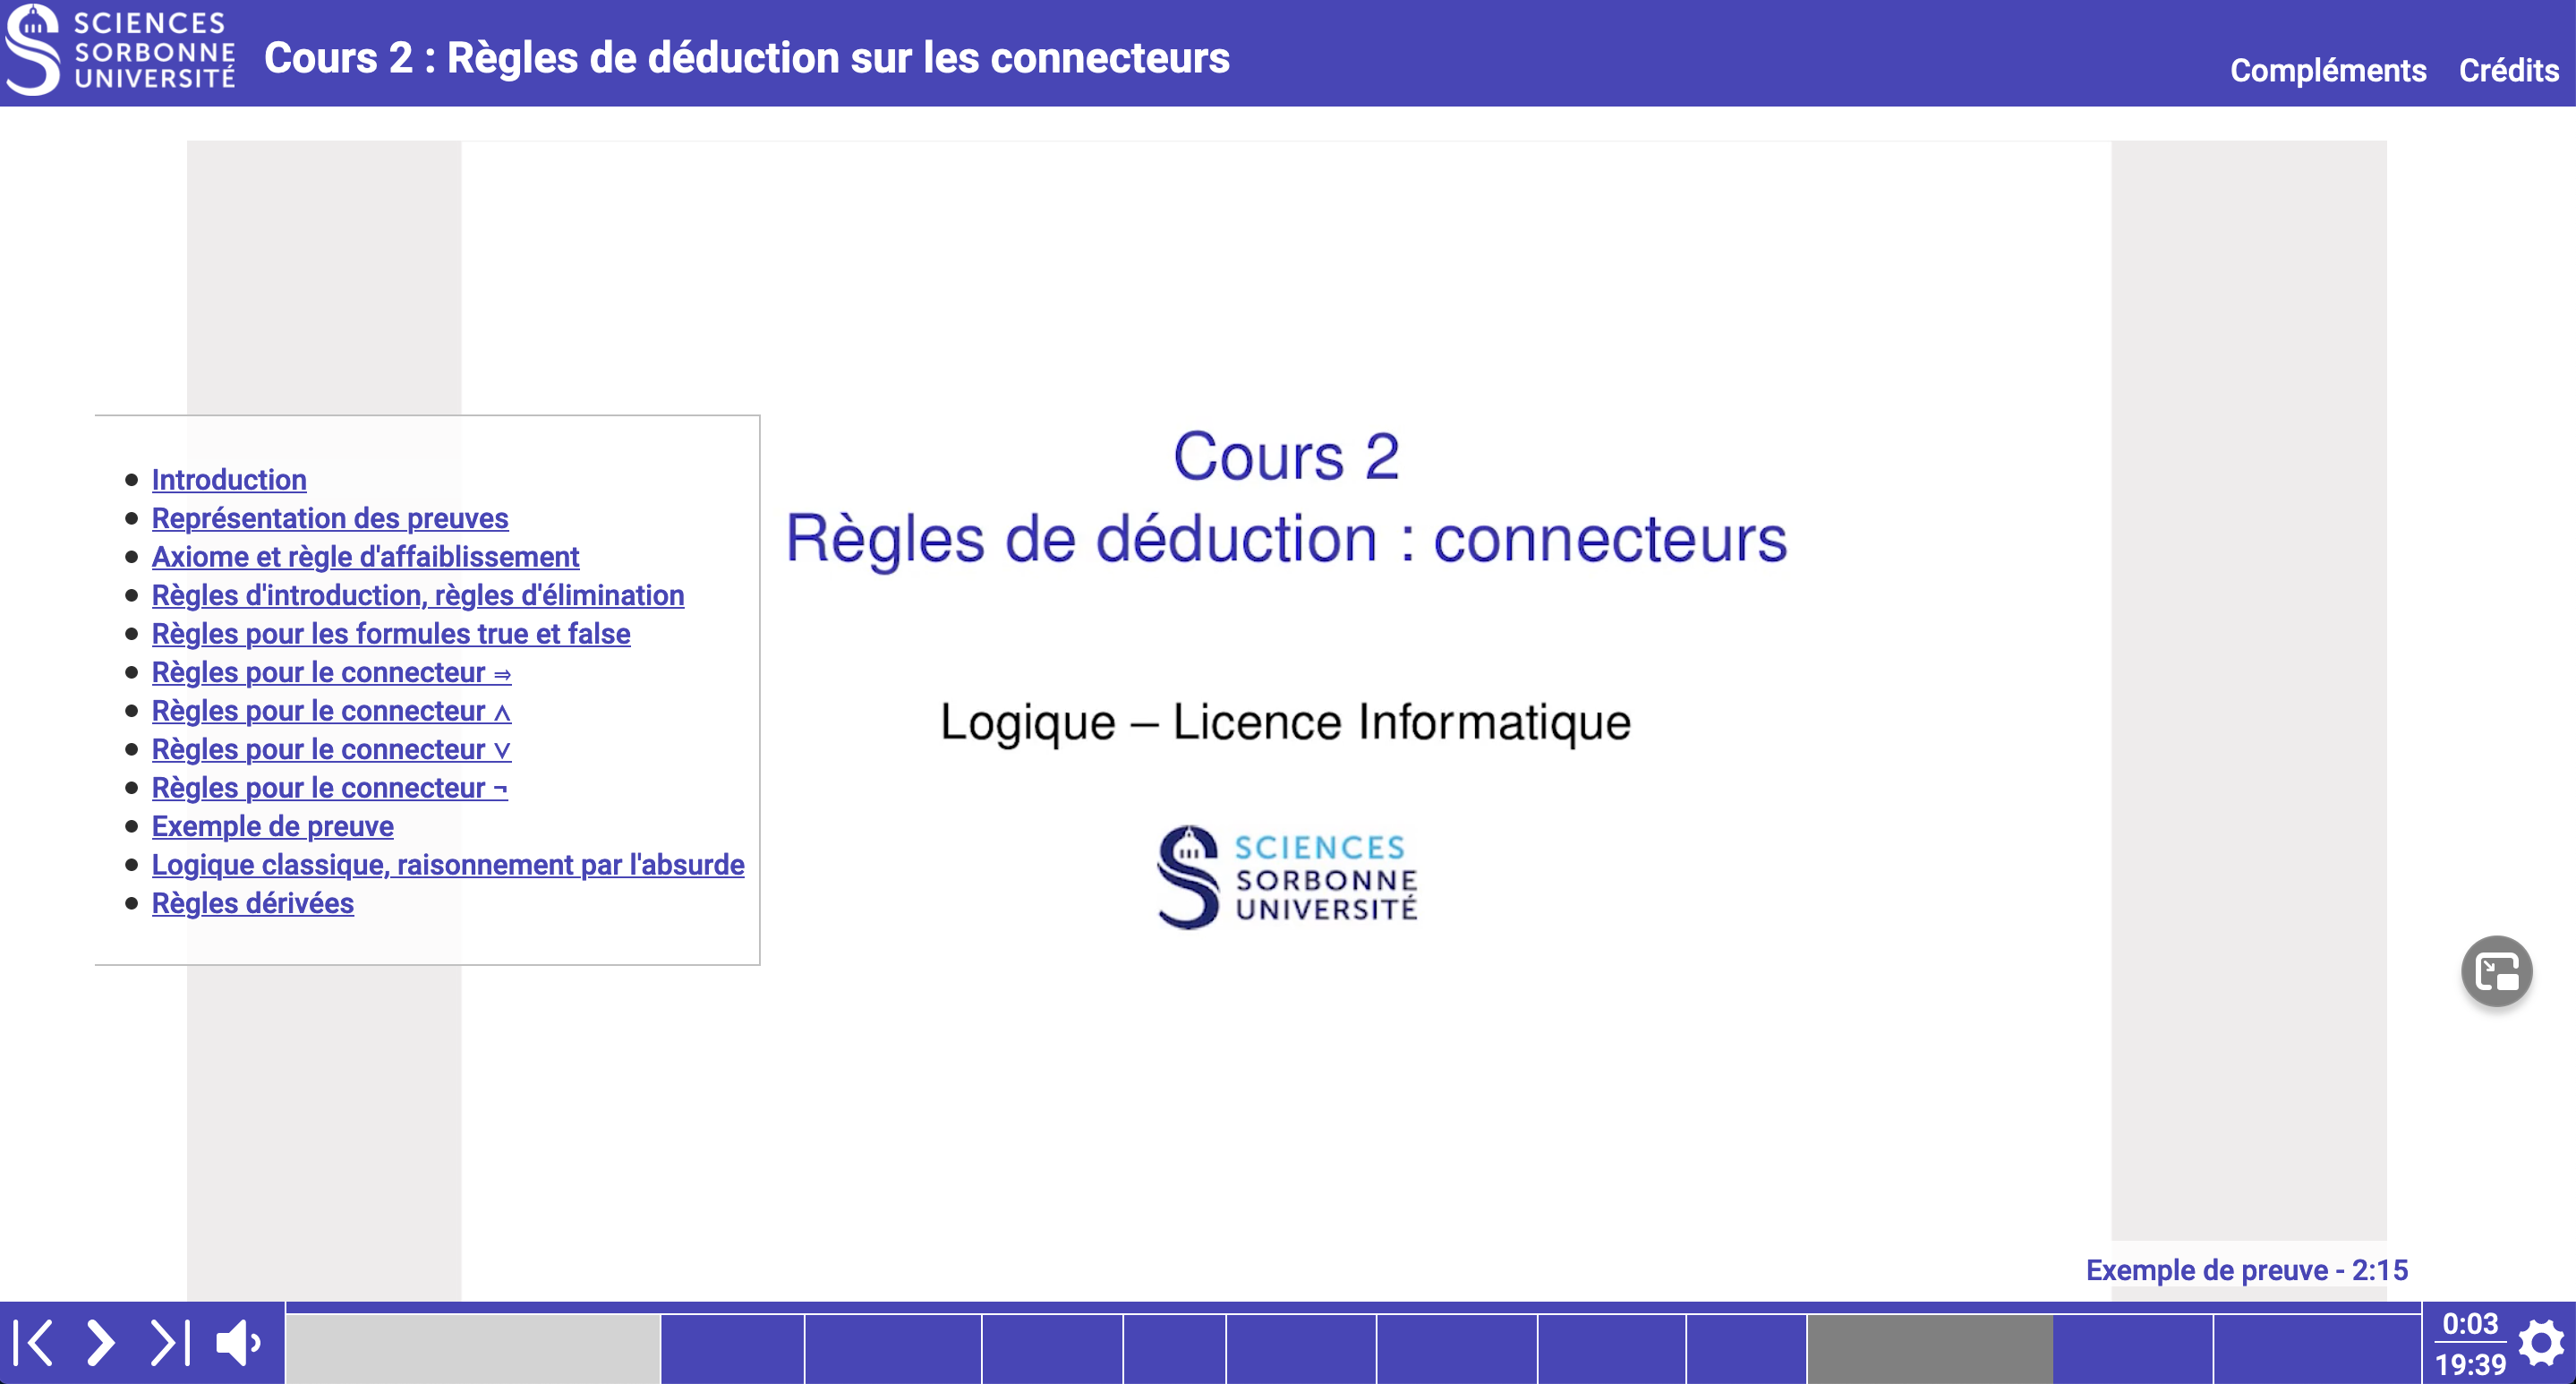 SCIENCES
SORBONNE
UNIVERSITÉ
Cours 2 : Règles de déduction sur les connecteurs
Compléments
Crédits
Introduction
Représentation des preuves
Axiome et règle d'affaiblissement
Règles d'introduction, règles d'élimination
Règles pour les formules true et false
Règles pour le connecteur ⇒
Règles pour le connecteur ∧
Règles pour le connecteur ∨
Règles pour le connecteur ¬
Exemple de preuve
Logique classique, raisonnement par l'absurde
Règles dérivées
Cours 2
Règles de déduction : connecteurs
Logique – Licence Informatique
SCIENCES
SORBONNE
UNIVERSITÉ
Exemple de preuve - 2:15
0:03
19:39